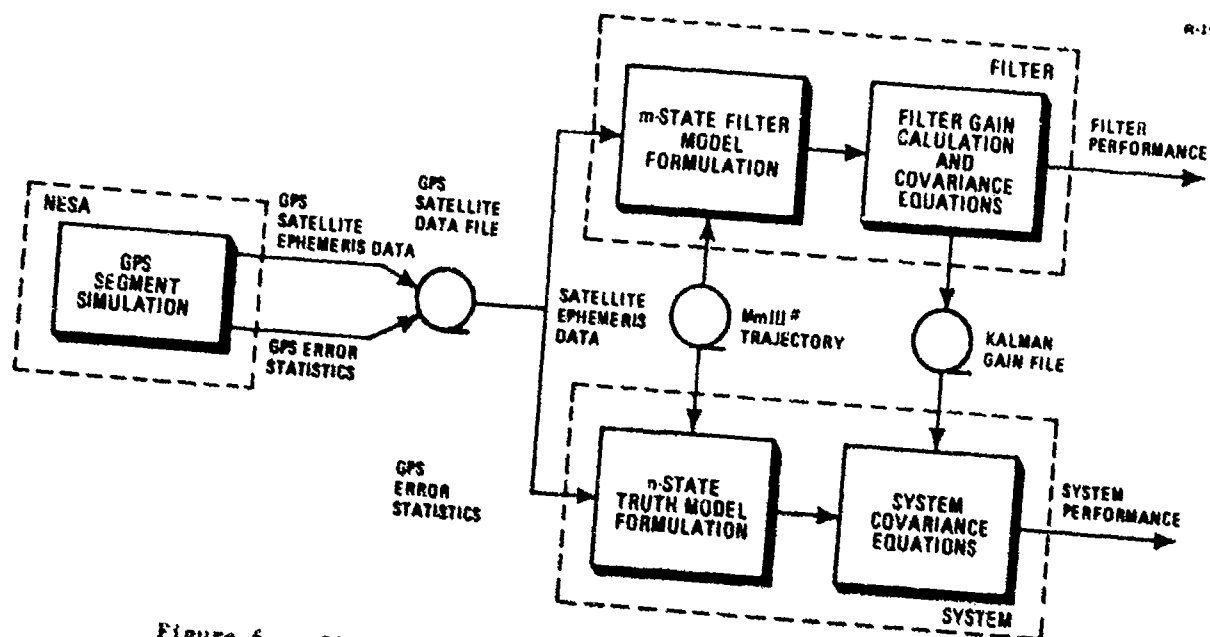 FILTER
m-STATE FILTER
MODEL
FORMULATION
FILTER GAIN
CALULATION
AND
COVARIANCE
EQUATIONS
FILTER
PERFORMANCE
NESA
GPS
SEGMENT
SIMULATION
GPS
SATELLITE
EPHEMERIS DATA
GPS
SATELLITE
DATA FILE
GPS ERROR
STATISTICS
SATELLITE
EPHEMERIS
DATA
MmIII #
TRAJECTORY
KALMAN
GAIN FILE
GPS
ERROR
STATISTICS
n-STATE
TRUTH MODEL
FORMULATION
SYSTEM
COVARIANCE
EQUATIONS
SYSTEM
PERFORMANCE
SYSTEM
Figure 6